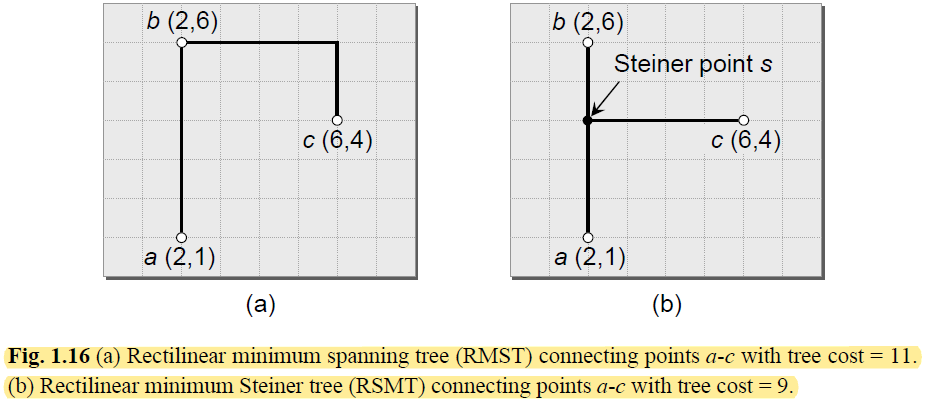 b (2,6)
c (6,4)
a (2,1)
(a)
b (2,6)
Steiner point s
c (6,4)
a (2,1)
(b)
Fig. 1.16 (a) Rectilinear minimum spanning tree (RMST) connecting points a-c with tree cost = 11.
(b) Rectilinear minimum Steiner tree (RSMT) connecting points a-c with tree cost = 9.